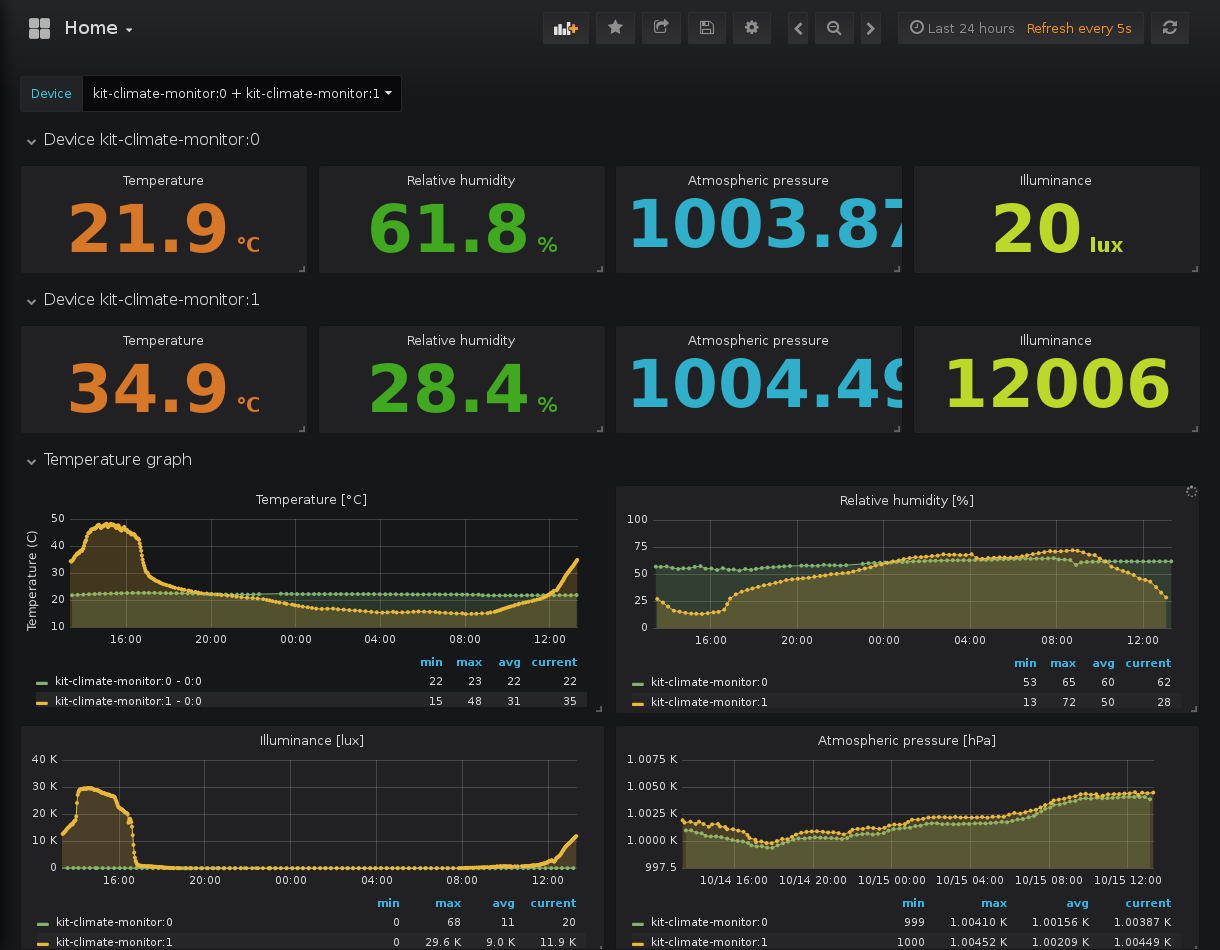 Home
Last 24 hours Refresh every 5s
Device kit-climate-monitor:0 + kit-climate-monitor:1
Device kit-climate-monitor:0
Temperature Relative humidity Atmospheric pressure Illuminance
21.9 °C 61.8 % 1003.87 20 lux
Device kit-climate-monitor:1
Temperature Relative humidity Atmospheric pressure Illuminance
34.9 °C 28.4 % 1004.49 12006
Temperature graph
Temperature [°C]
Temperature (C)
50
40
30
20
10
16:00 20:00 00:00 04:00 08:00 12:00
min max avg current
kit-climate-monitor:0 - 0:0 22 23 22 22
kit-climate-monitor:1 - 0:0 15 48 31 35
Relative humidity [%]
100
75
50
25
0
16:00 20:00 00:00 04:00 08:00 12:00
min max avg current
kit-climate-monitor:0 53 65 60 62
kit-climate-monitor:1 13 72 50 28
Illuminance [lux]
40 K
30 K
20 K
10 K
0
16:00 20:00 00:00 04:00 08:00 12:00
min max avg current
kit-climate-monitor:0 0 68 11 20
kit-climate-monitor:1 0 29.6 K 9.0 K 11.9 K
Atmospheric pressure [hPa]
1.0075 K
1.0050 K
1.0025 K
1.0000 K
997.5
10/14 16:00 10/14 20:00 10/15 00:00 10/15 04:00 10/15 08:00 10/15 12:00
min max avg current
kit-climate-monitor:0 999 1.00410 K 1.00156 K 1.00387 K
kit-climate-monitor:1 1000 1.00452 K 1.00209 K 1.00449 K